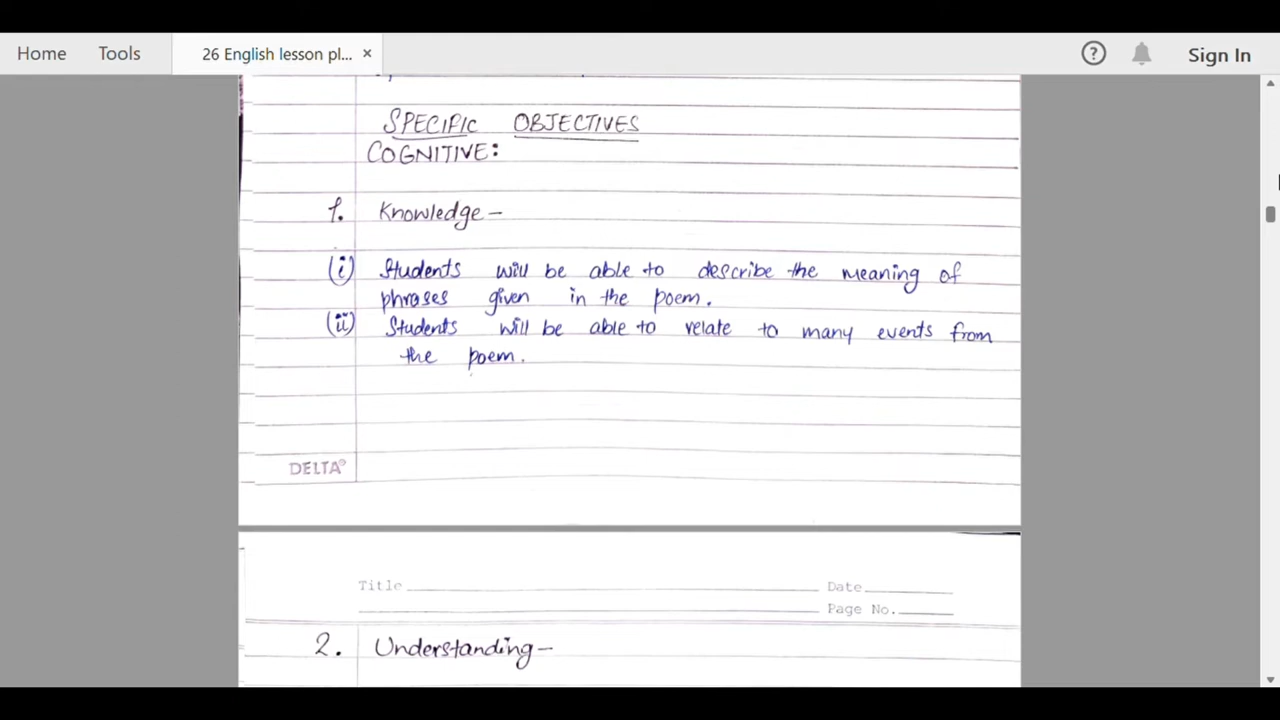 Home Tools 26 English lesson pl... × ? Sign In
SPECIFIC OBJECTIVES
COGNITIVE:
1. Knowledge -
(i) Students will be able to describe the meaning of
phrases given in the poem.
(ii) Students will be able to relate to many events from
the poem.
DELTA®
Title Date
Page No.
2. Understanding -